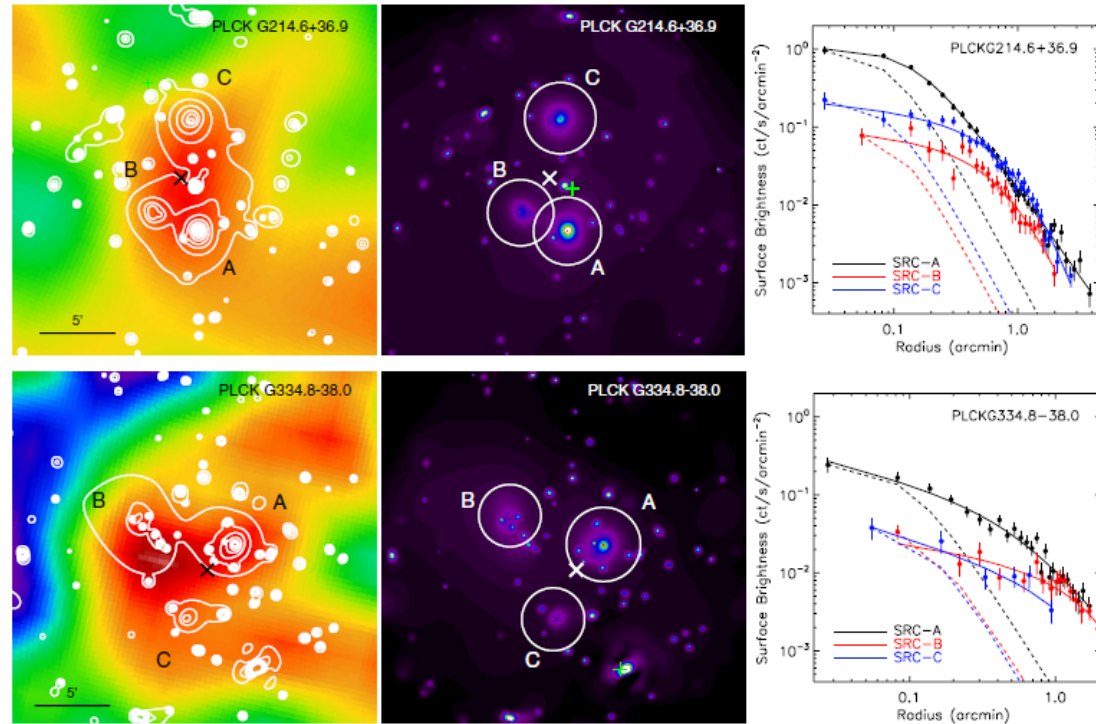 PLCK G214.6+36.9
C
B
A
5'
PLCK G214.6+36.9
C
B
A
PLCKG214.6+36.9
Surface Brightness (ct/s/arcmin⁻²)
10⁰
10⁻¹
10⁻²
10⁻³
SRC-A
SRC-B
SRC-C
0.1
1.0
Radius (arcmin)
PLCK G334.8-38.0
B
A
C
5'
PLCK G334.8-38.0
B
A
C
PLCKG334.8-38.0
Surface Brightness (ct/s/arcmin⁻²)
10⁰
10⁻¹
10⁻²
10⁻³
SRC-A
SRC-B
SRC-C
0.1
1.0
Radius (arcmin)